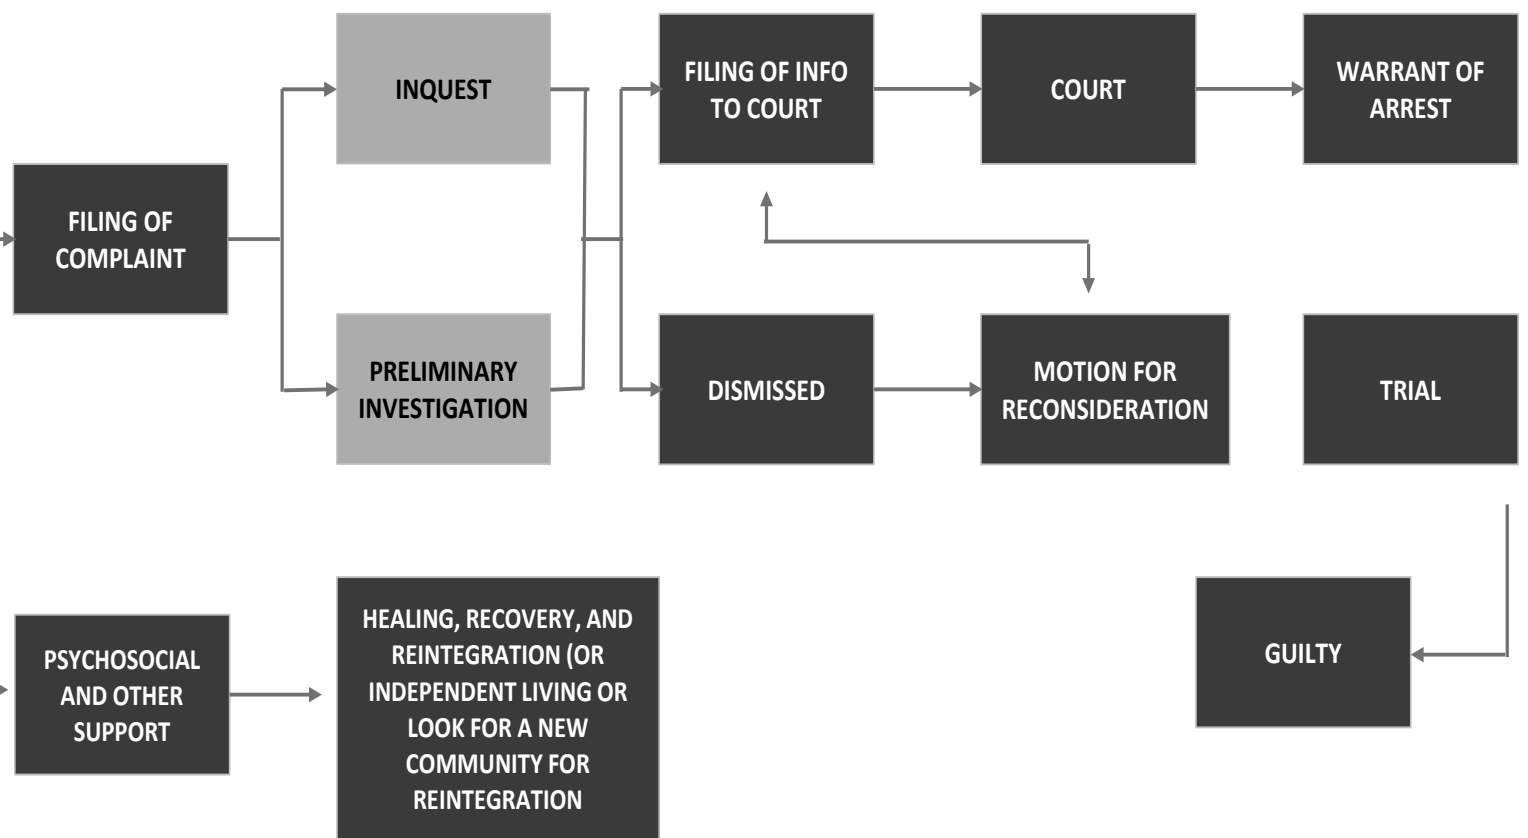 INQUEST
FILING OF INFO
TO COURT
COURT
WARRANT OF
ARREST
FILING OF
COMPLAINT
PRELIMINARY
INVESTIGATION
DISMISSED
MOTION FOR
RECONSIDERATION
TRIAL
PSYCHOSOCIAL
AND OTHER
SUPPORT
HEALING, RECOVERY, AND
REINTEGRATION (OR
INDEPENDENT LIVING OR
LOOK FOR A NEW
COMMUNITY FOR
REINTEGRATION
GUILTY